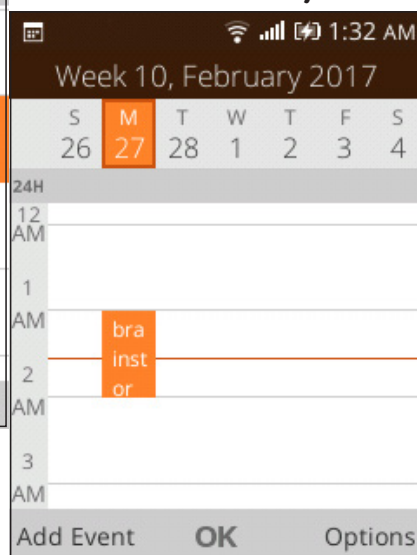 1:32 AM
Week 10, February 2017
S M T W T F S
26 27 28 1 2 3 4
24H
12
AM
1
AM
bra
inst
or
2
AM
3
AM
Add Event OK Options